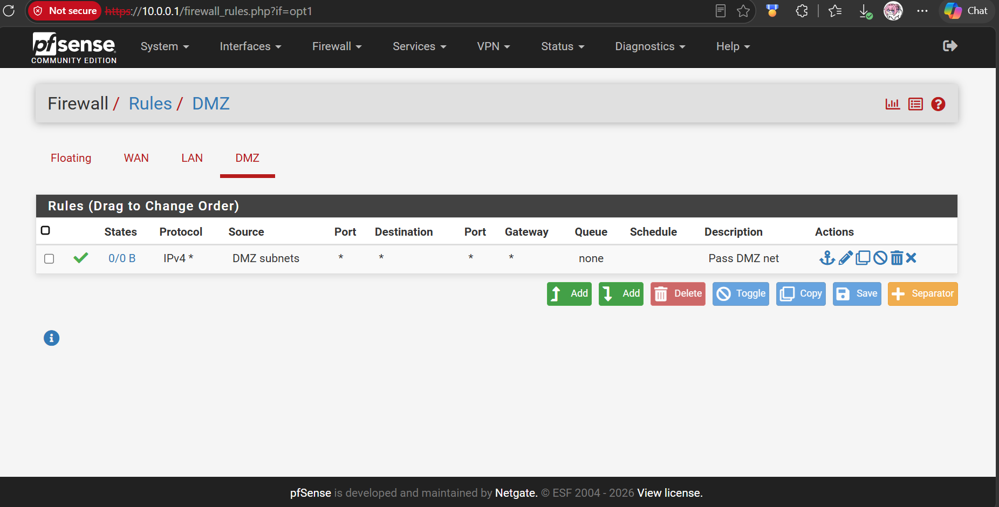 Not secure https://10.0.0.1/firewall_rules.php?if=opt1 Chat
pfsense COMMUNITY EDITION System Interfaces Firewall Services VPN Status Diagnostics Help
Firewall / Rules / DMZ
Floating WAN LAN DMZ
Rules (Drag to Change Order)
States Protocol Source Port Destination Port Gateway Queue Schedule Description Actions
0/0 B IPv4 * DMZ subnets * * * * none Pass DMZ net
Add Add Delete Toggle Copy Save Separator
pfSense is developed and maintained by Netgate. © ESF 2004 - 2026 View license.